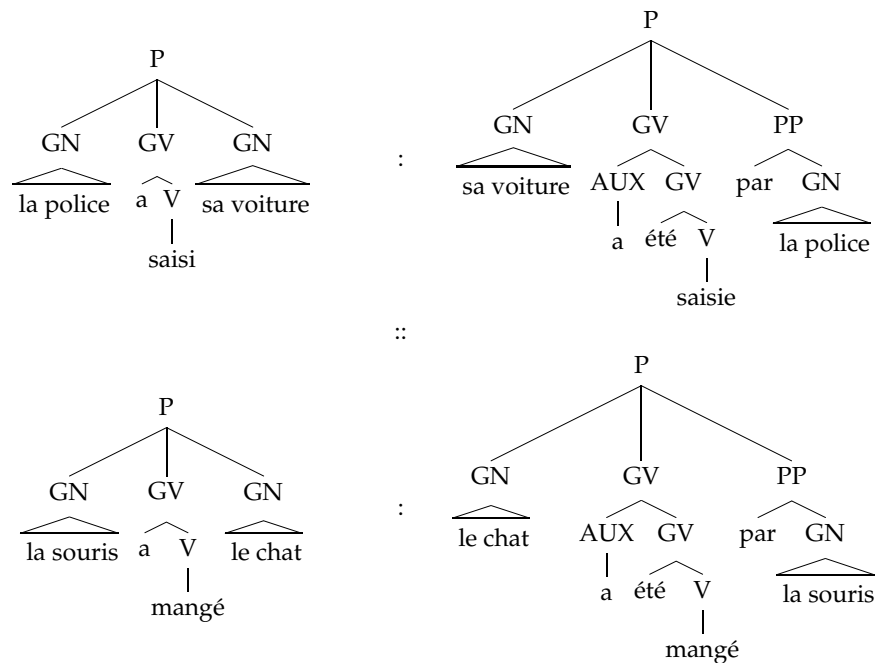 P
GN GV GN
la police a V sa voiture
saisi
:
P
GN GV PP
sa voiture AUX GV par GN
a été V la police
saisie
::
P
GN GV GN
la souris a V le chat
mangé
:
P
GN GV PP
le chat AUX GV par GN
a été V la souris
mangé